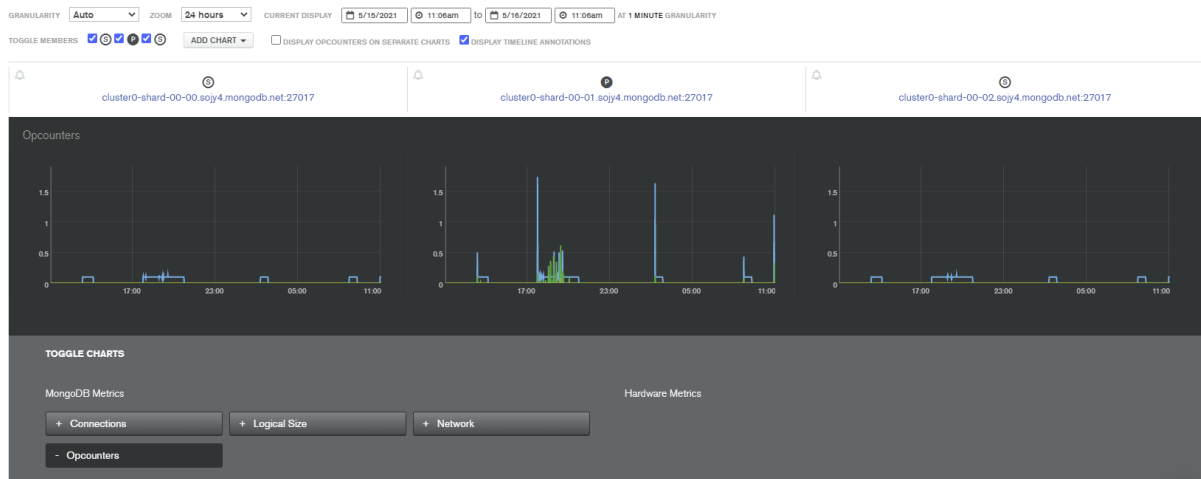 GRANULARITY Auto ZOOM 24 hours CURRENT DISPLAY 5/15/2021 11:06am to 5/16/2021 11:06am AT 1 MINUTE GRANULARITY
TOGGLE MEMBERS S P S ADD CHART DISPLAY OPCOUNTERS ON SEPARATE CHARTS DISPLAY TIMELINE ANNOTATIONS
S P S
cluster0-shard-00-00.sojy4.mongodb.net:27017 cluster0-shard-00-01.sojy4.mongodb.net:27017 cluster0-shard-00-02.sojy4.mongodb.net:27017
Opcounters
1.5 1.5 1.5
1 1 1
0.5 0.5 0.5
0 0 0
17:00 23:00 05:00 11:00 17:00 23:00 05:00 11:00 17:00 23:00 05:00 11:00
TOGGLE CHARTS
MongoDB Metrics Hardware Metrics
+ Connections + Logical Size + Network
- Opcounters